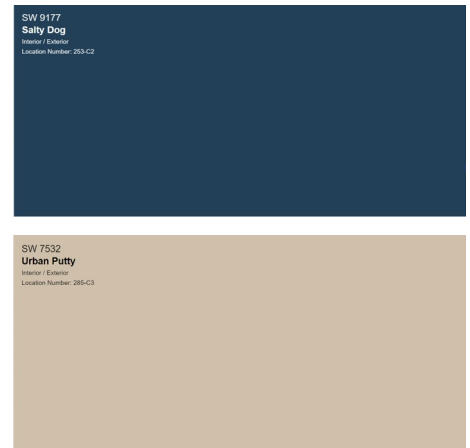 SW 9177
Salty Dog
Interior / Exterior
Location Number: 253-C2
SW 7532
Urban Putty
Interior / Exterior
Location Number: 285-C3